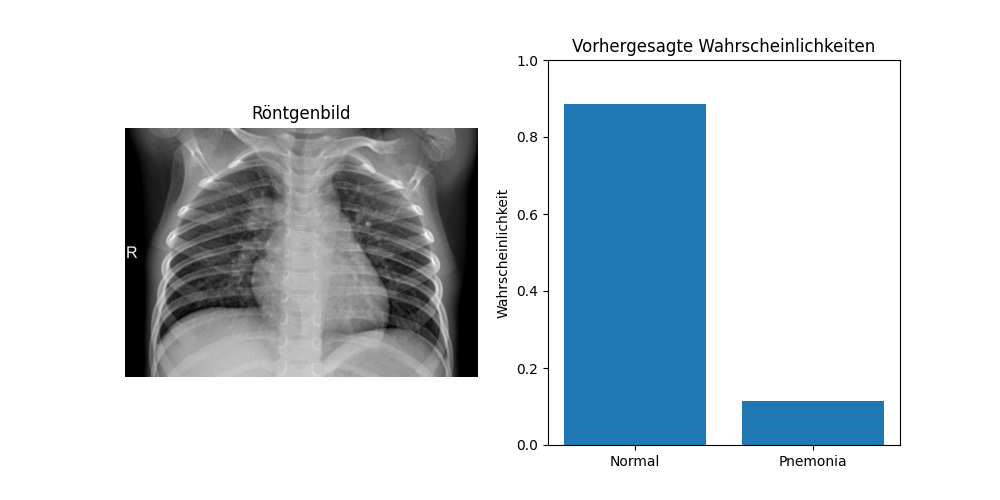 Röntgenbild
R
Vorhergesagte Wahrscheinlichkeiten
Wahrscheinlichkeit
1.0
0.8
0.6
0.4
0.2
0.0
Normal
Pnemonia